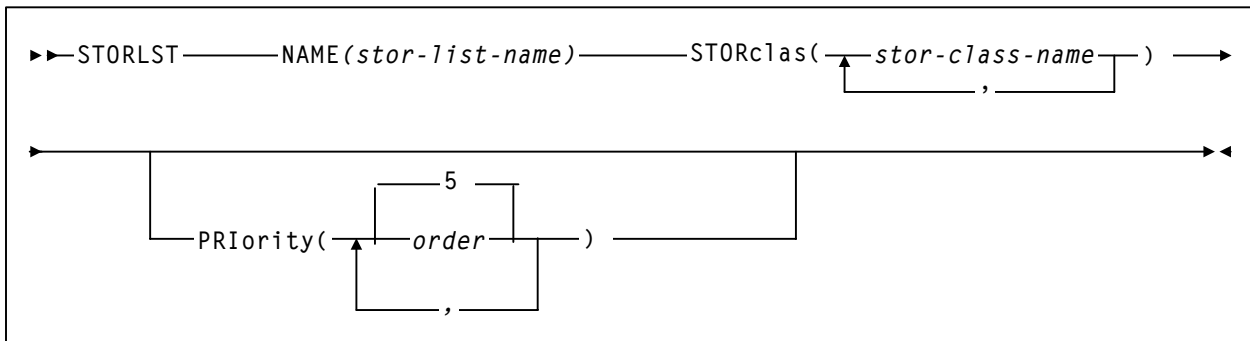 STORLST NAME(stor-list-name) STORclas( stor-class-name )
,
5
PRIority( order )
,